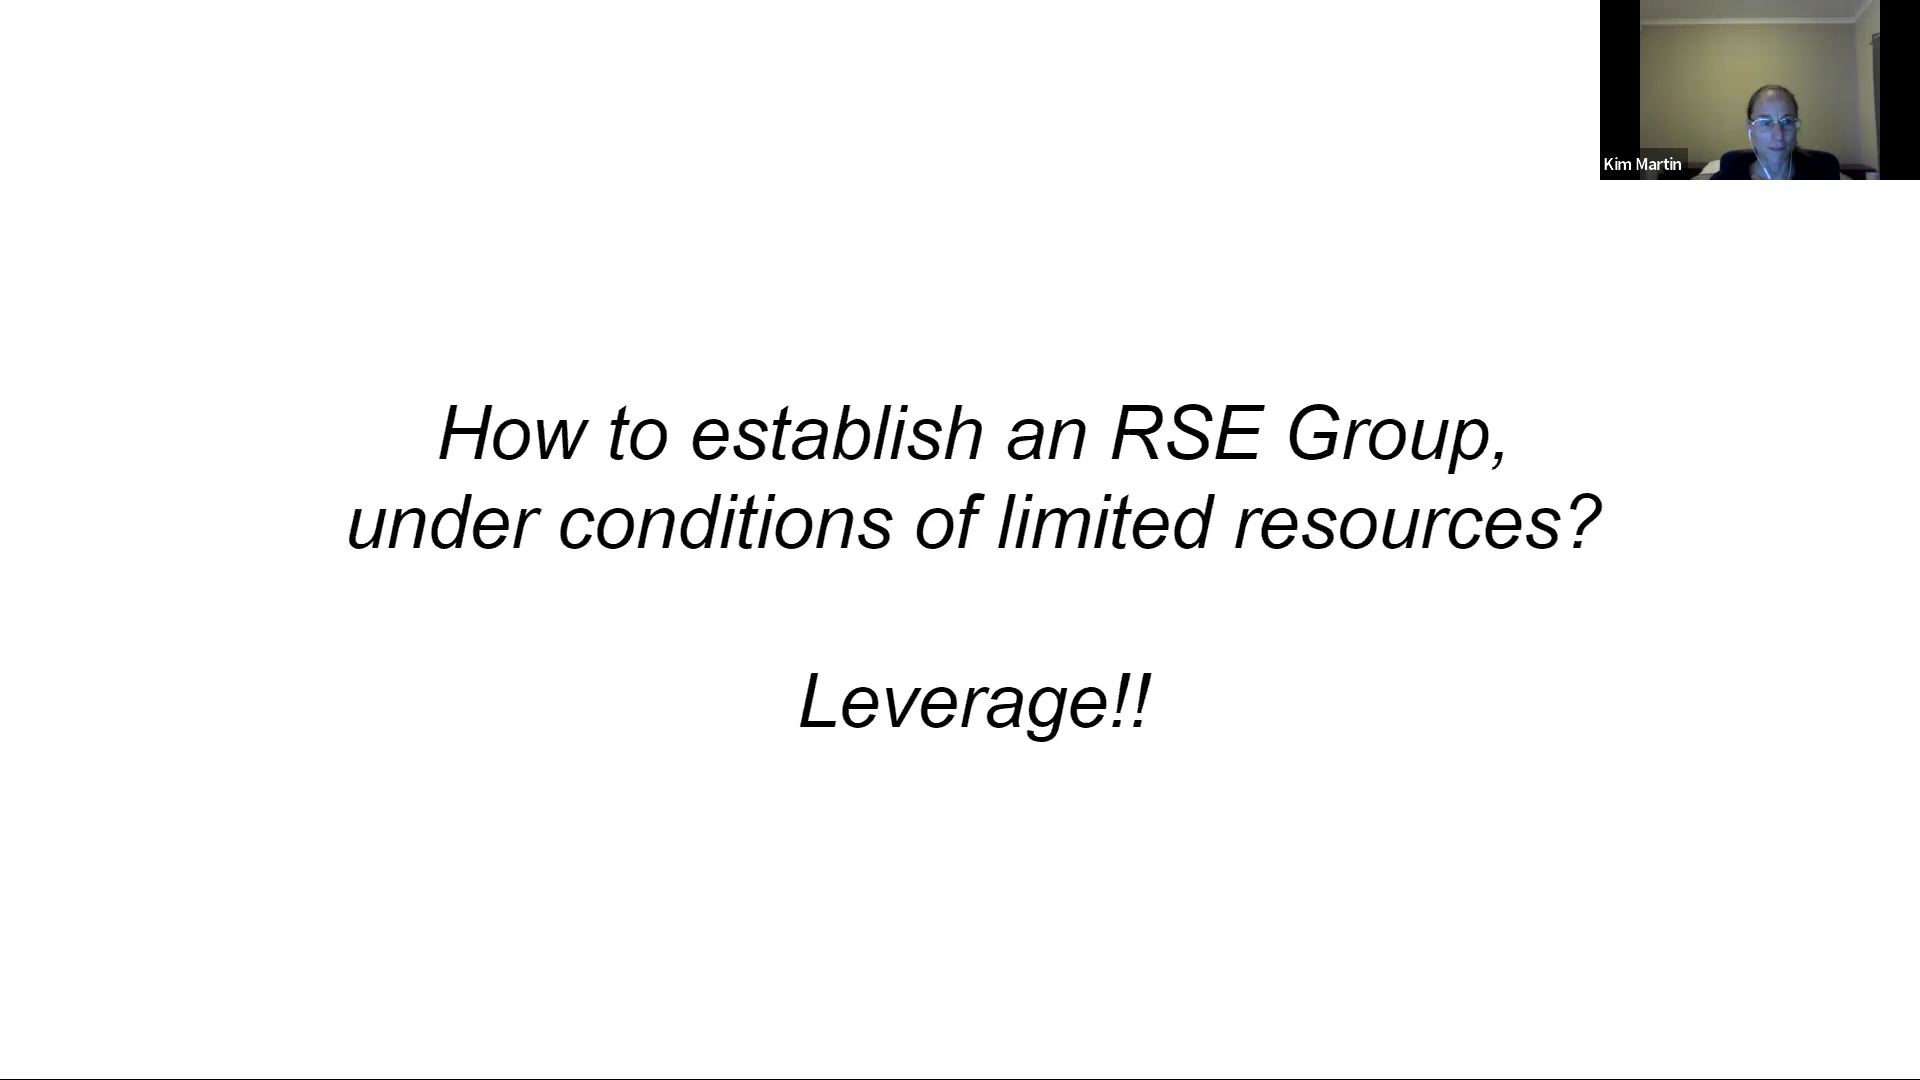 Kim Martin
How to establish an RSE Group,
under conditions of limited resources?
Leverage!!